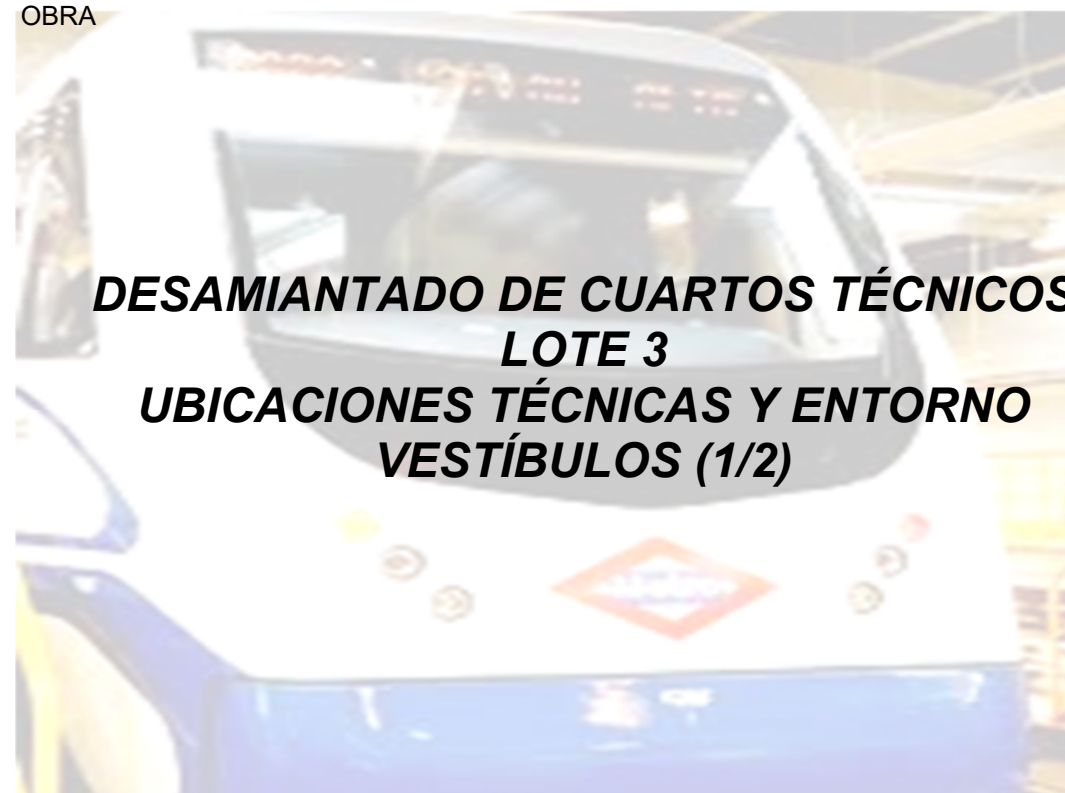 OBRA
DESAMIANTADO DE CUARTOS TÉCNICOS
LOTE 3
UBICACIONES TÉCNICAS Y ENTORNO
VESTÍBULOS (1/2)